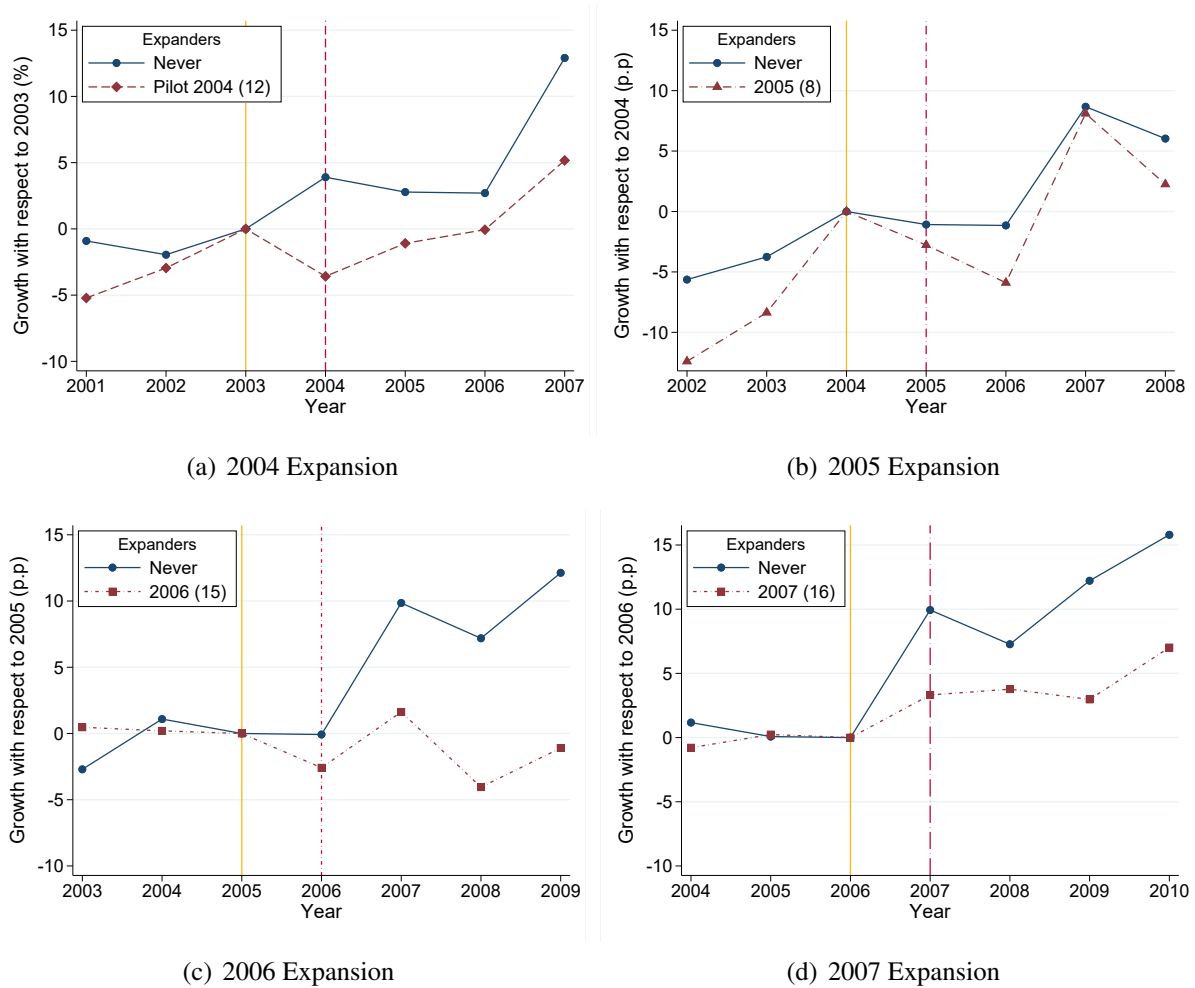 Growth with respect to 2003 (%)
15
10
5
0
-5
-10
Expanders
Never
Pilot 2004 (12)
2001 2002 2003 2004 2005 2006 2007
Year
(a) 2004 Expansion
Growth with respect to 2004 (p.p)
15
10
5
0
-5
-10
Expanders
Never
2005 (8)
2002 2003 2004 2005 2006 2007 2008
Year
(b) 2005 Expansion
Growth with respect to 2005 (p.p)
15
10
5
0
-5
-10
Expanders
Never
2006 (15)
2003 2004 2005 2006 2007 2008 2009
Year
(c) 2006 Expansion
Growth with respect to 2006 (p.p)
15
10
5
0
-5
-10
Expanders
Never
2007 (16)
2004 2005 2006 2007 2008 2009 2010
Year
(d) 2007 Expansion